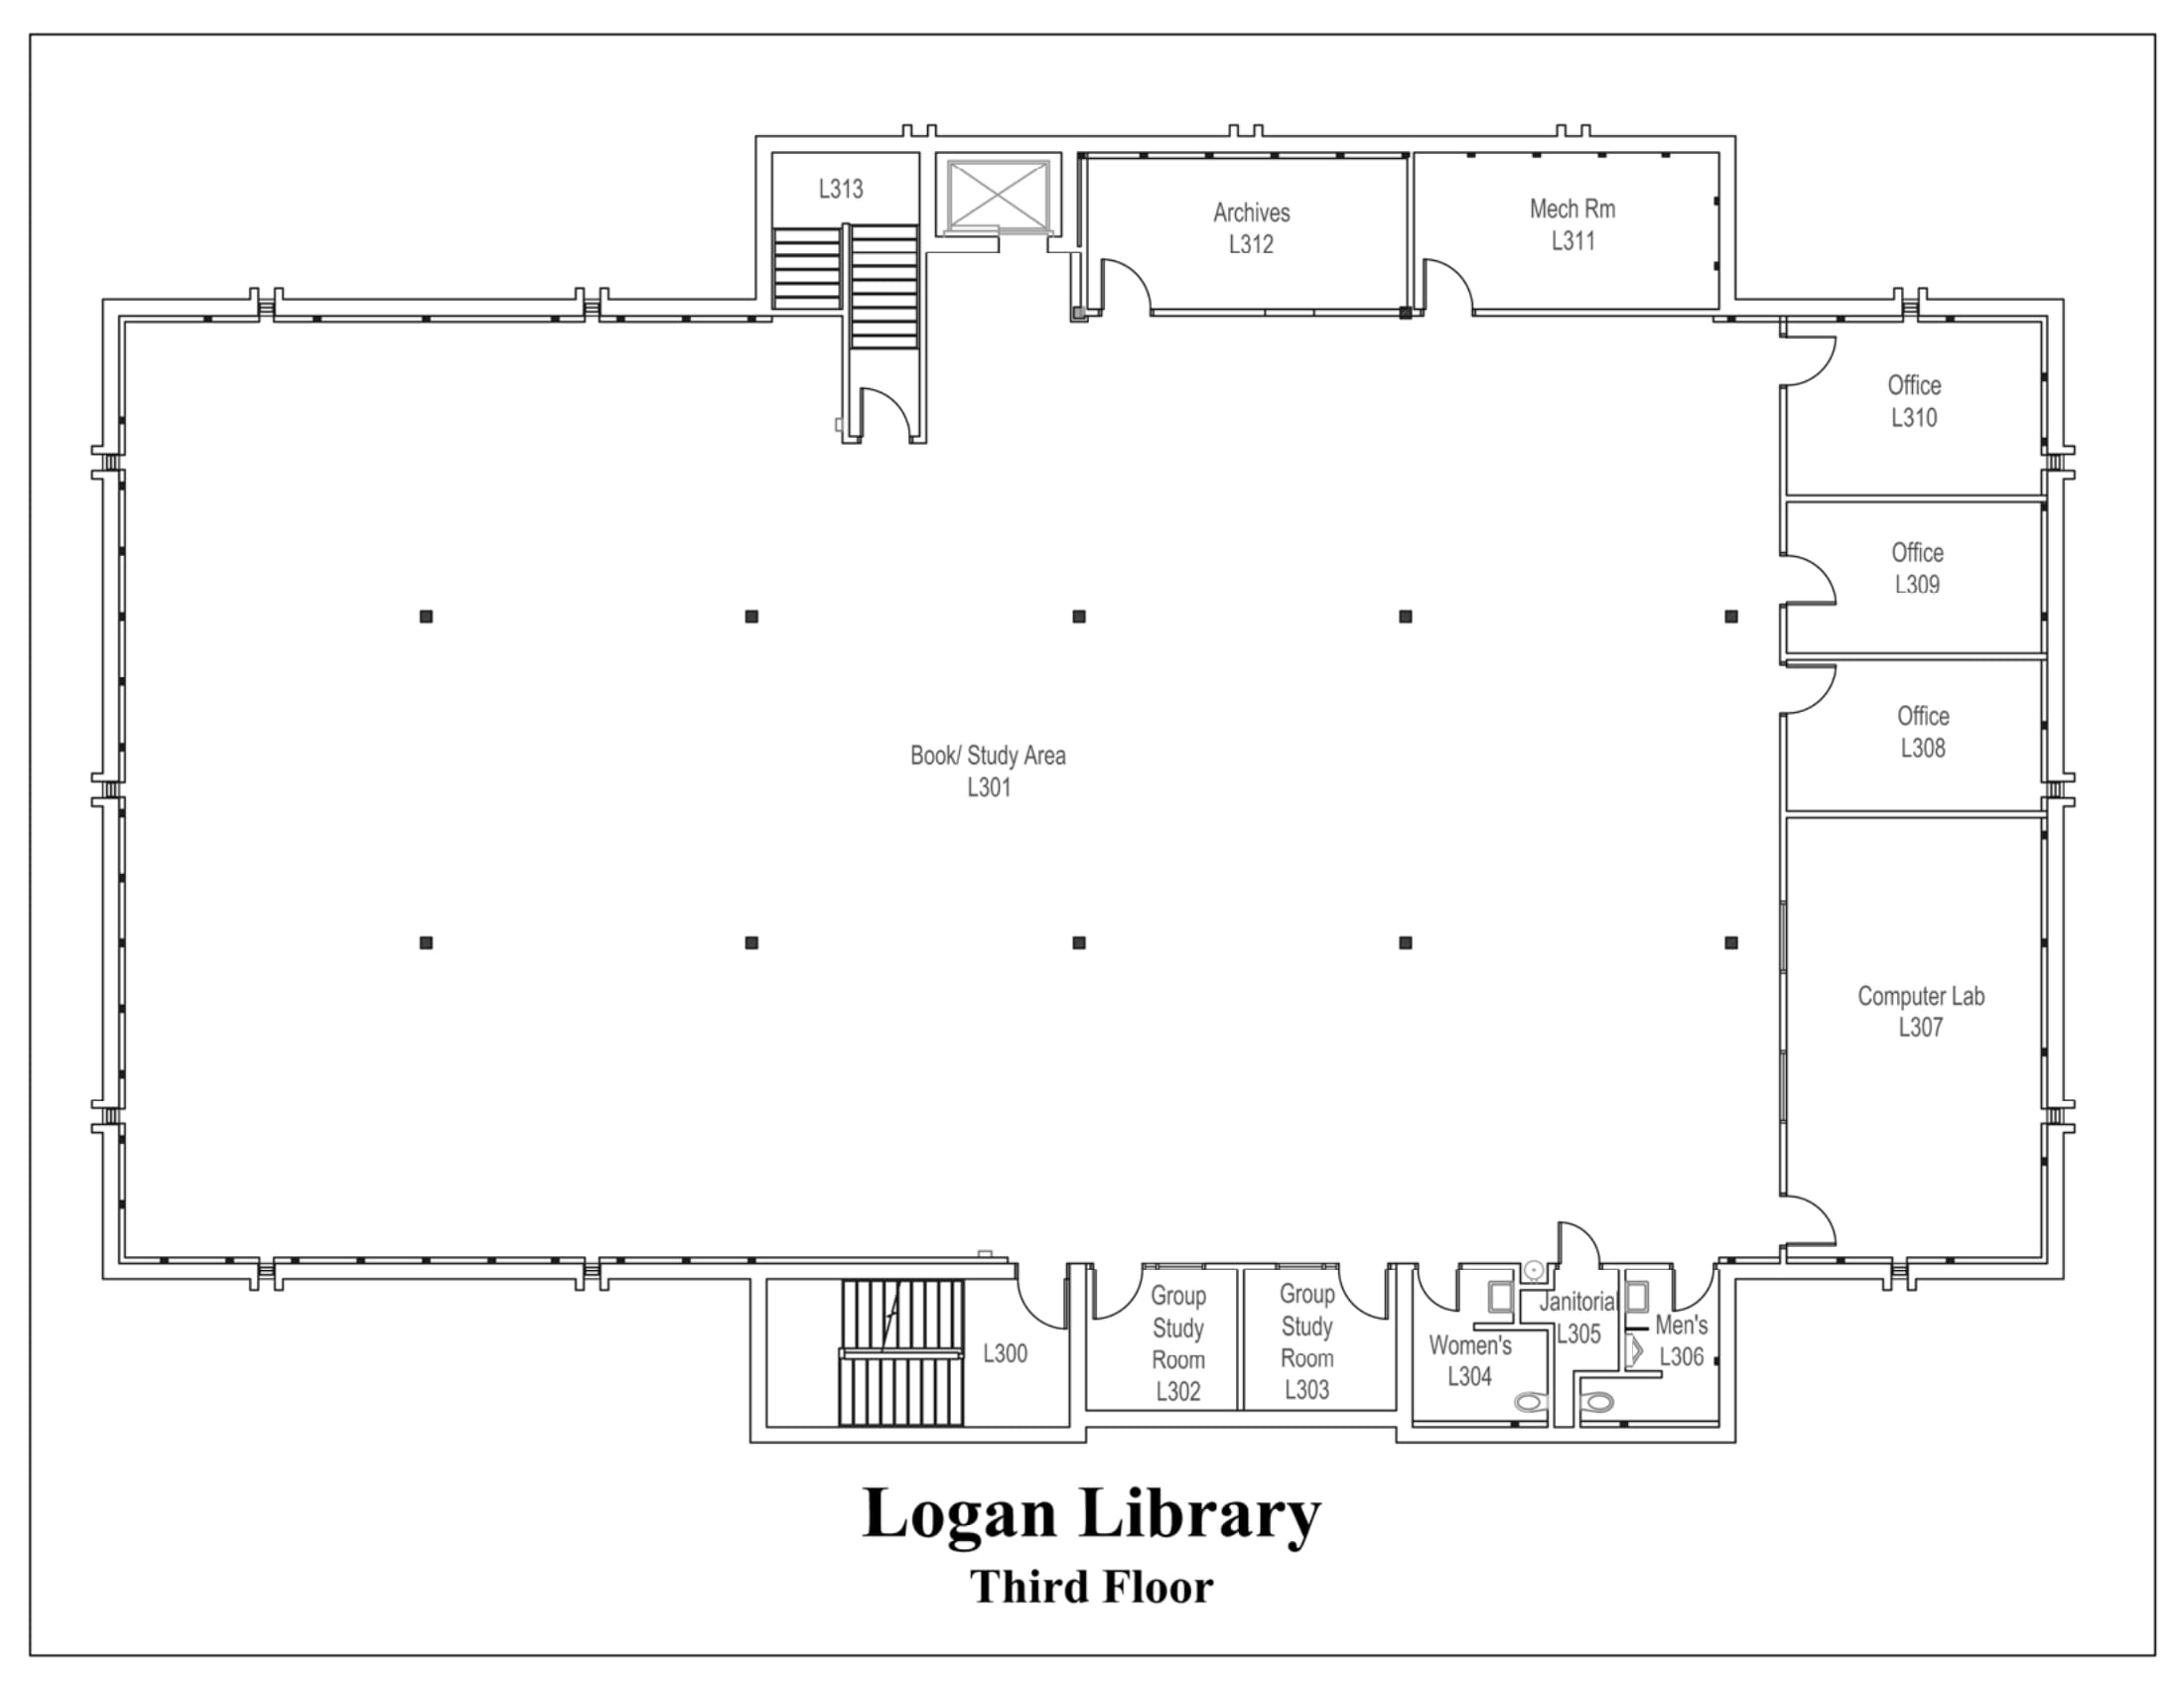 L313
Archives
L312
Mech Rm
L311
Office
L310
Office
L309
Office
L308
Book/ Study Area
L301
Computer Lab
L307
L300
Group
Study
Room
L302
Group
Study
Room
L303
Women's
L304
Janitorial
L305
Men's
L306
Logan Library
Third Floor